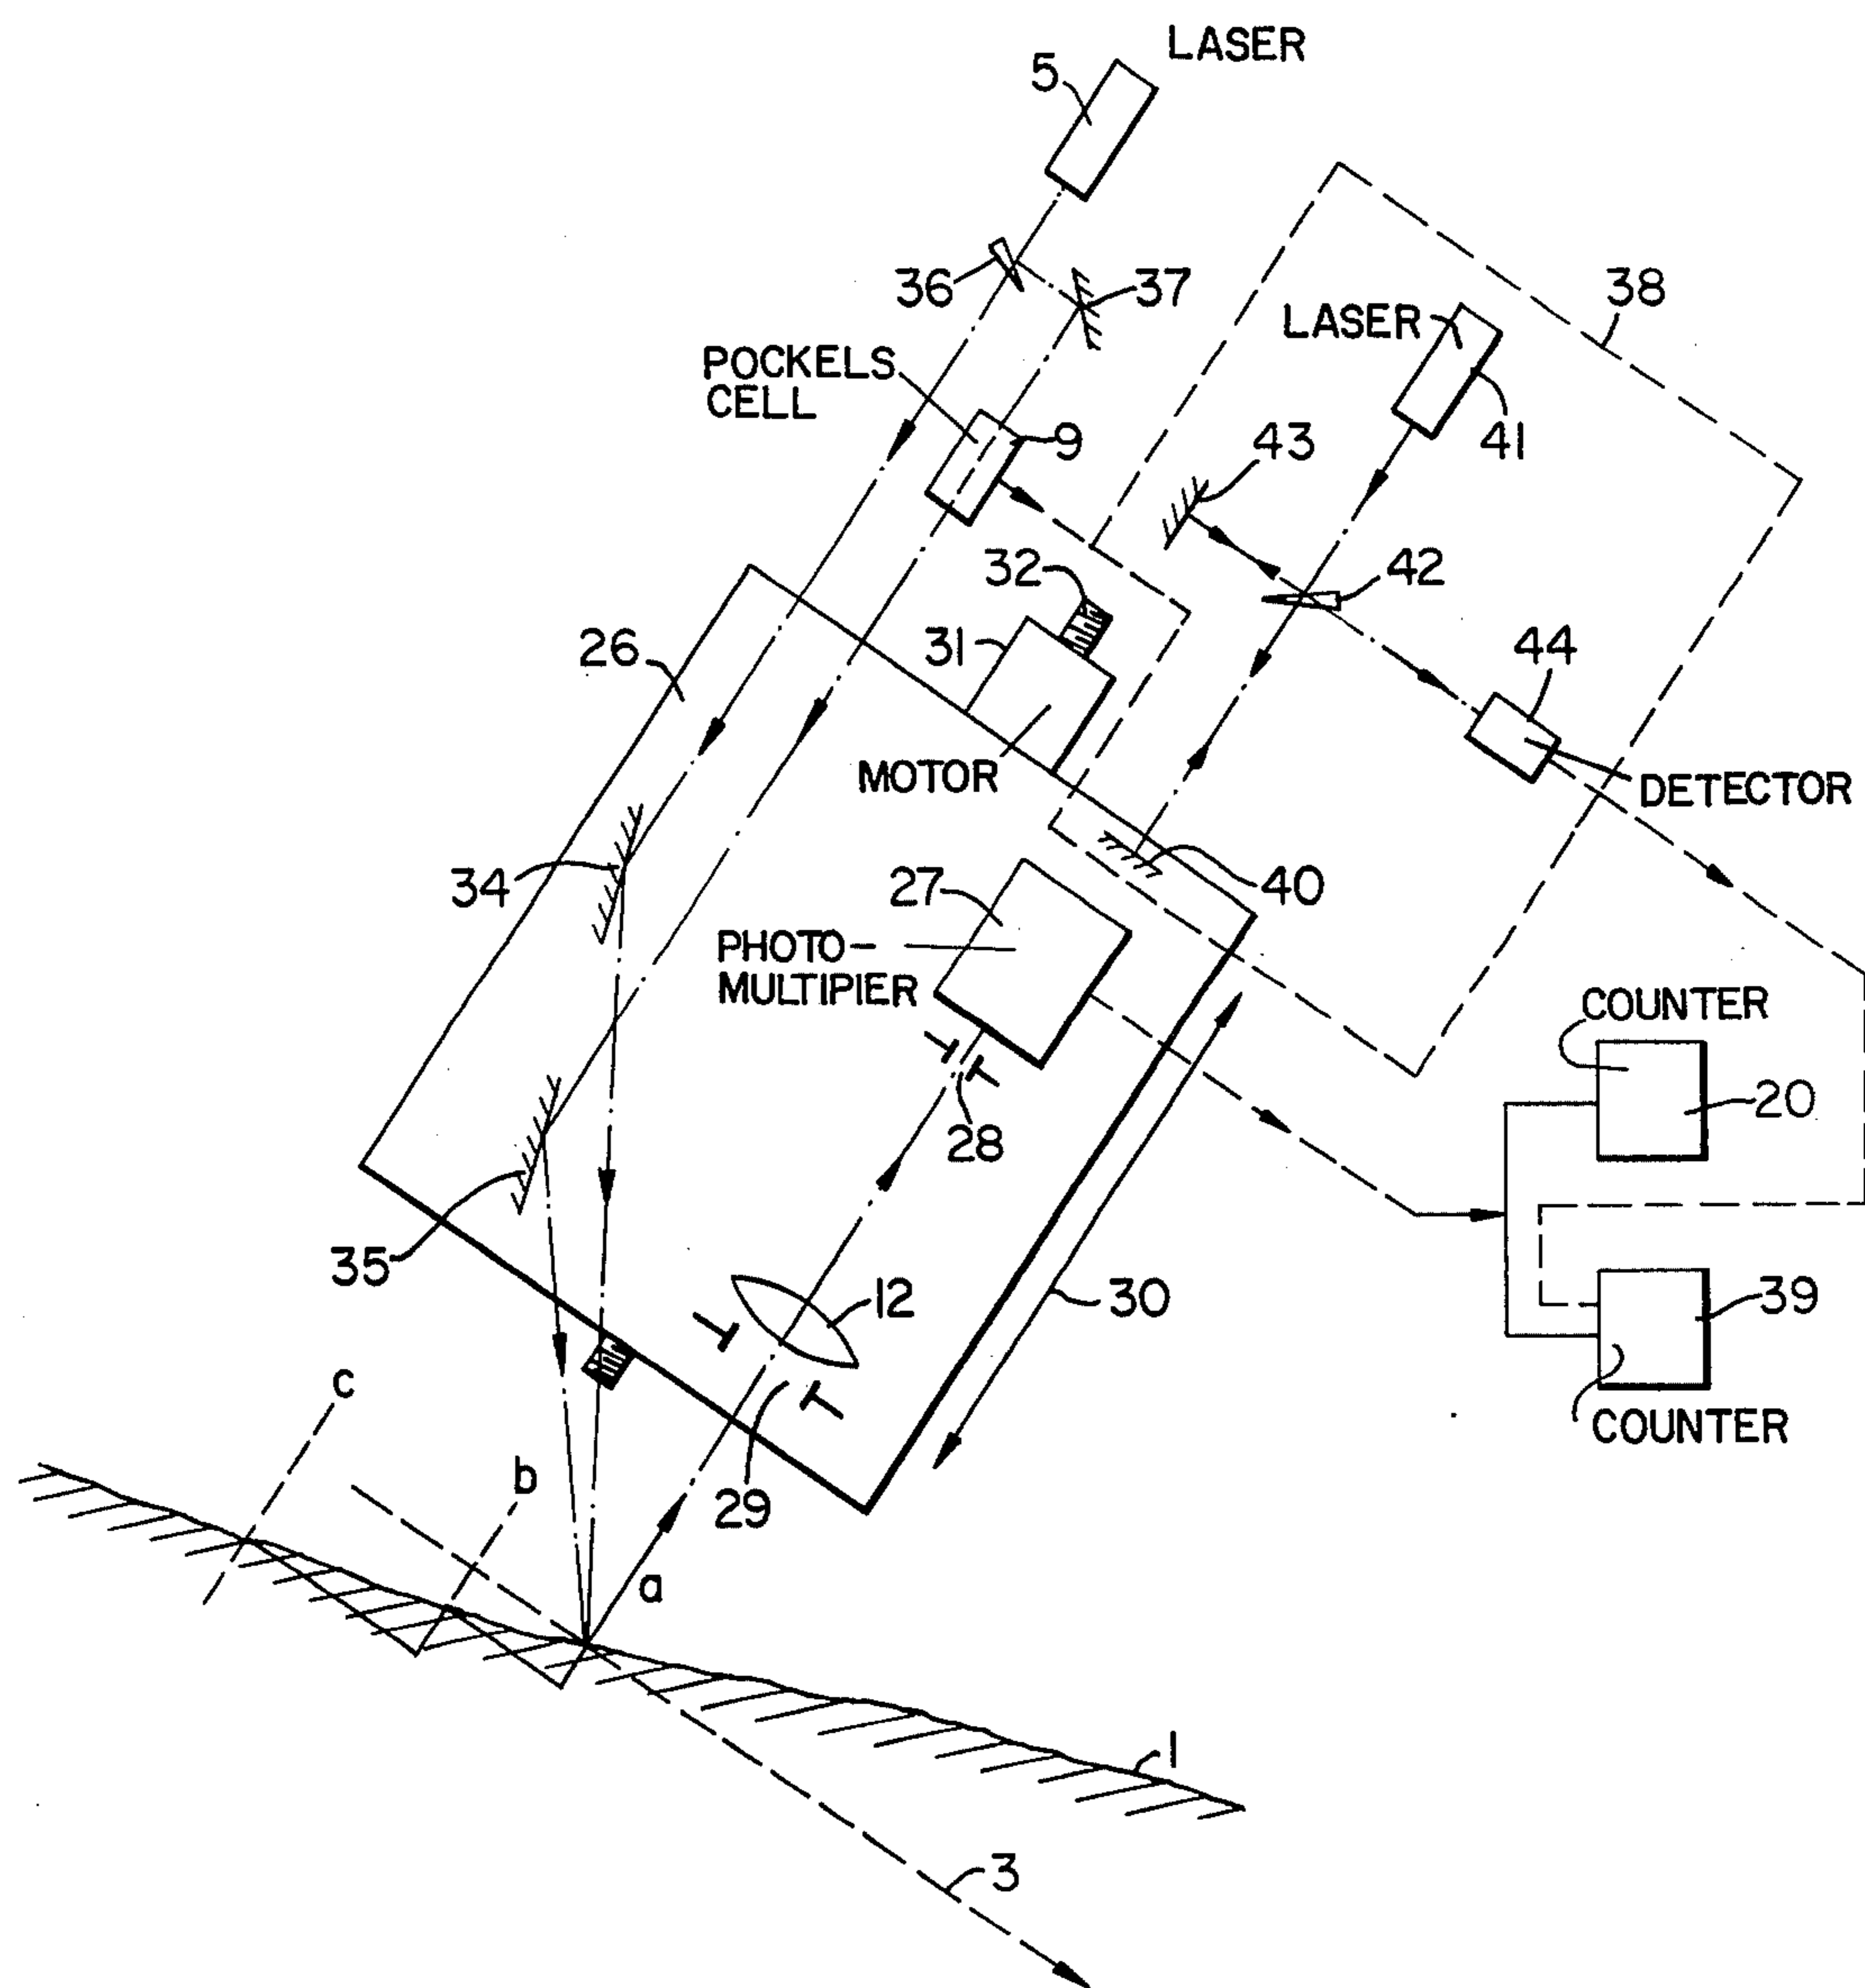 LASER
5
36
37
38
LASER
POCKELS
CELL
9
43
41
32
42
31
26
44
MOTOR
DETECTOR
34
27
40
PHOTO-
MULTIPIER
COUNTER
28
20
35
12
30
39
c
b
29
COUNTER
a
1
3